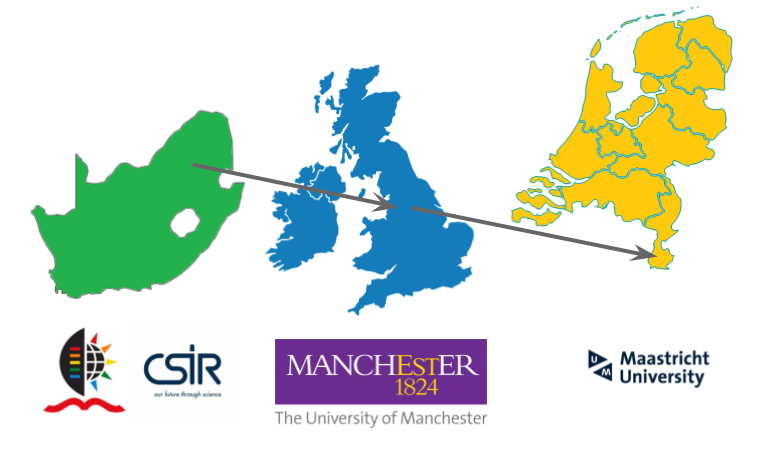 CSIR
our future through science
MANCHESTER
1824
The University of Manchester
U
M
Maastricht
University